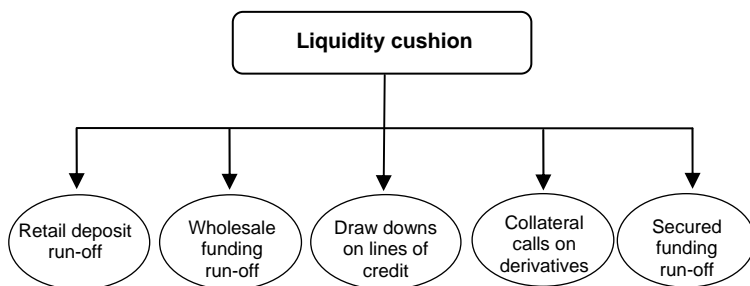 Liquidity cushion
Retail deposit
run-off
Wholesale
funding
run-off
Draw downs
on lines of
credit
Collateral
calls on
derivatives
Secured
funding
run-off